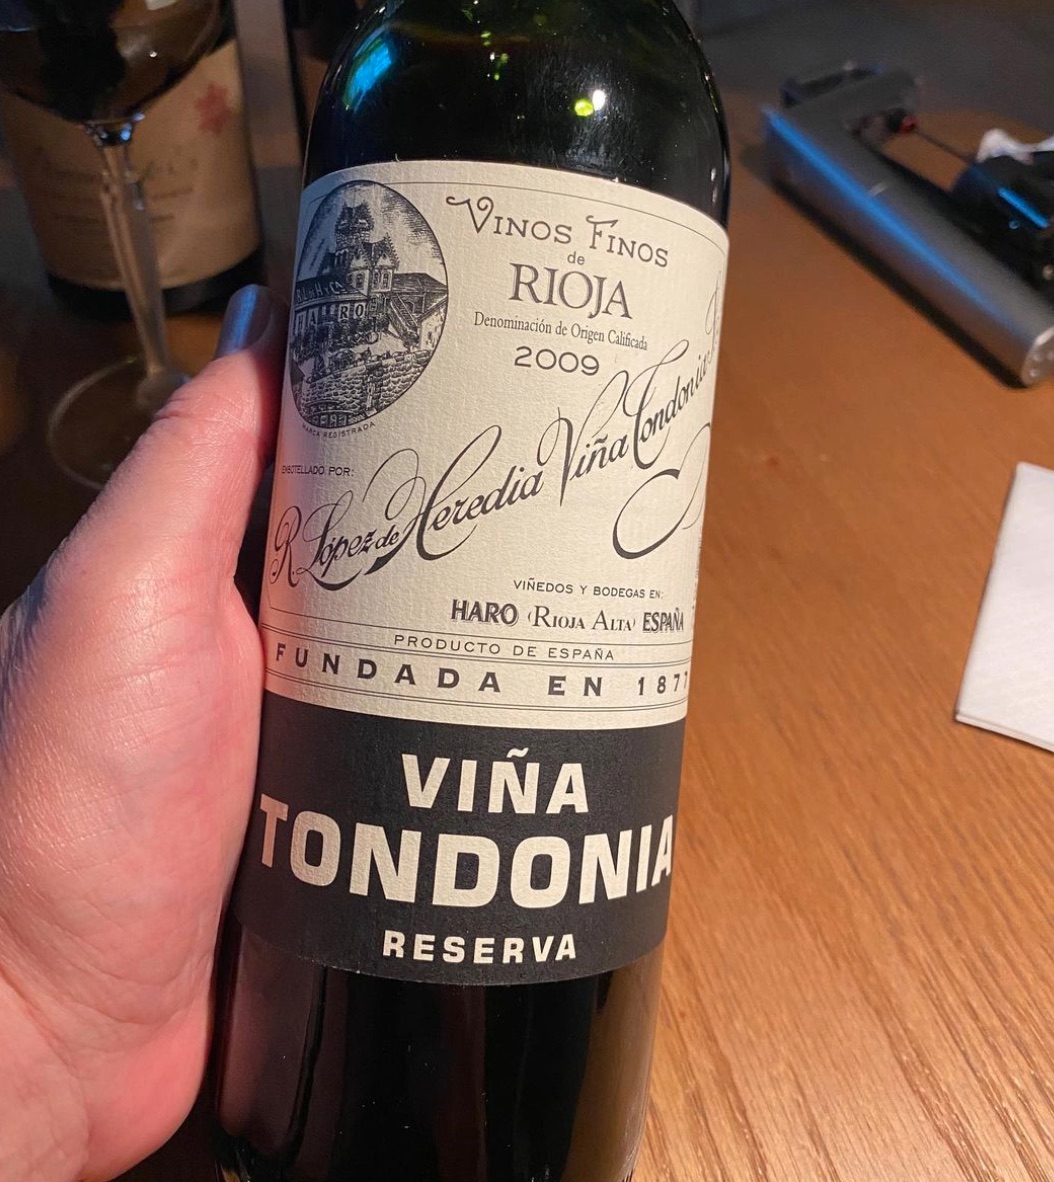 VINOS FINOS
de
RIOJA
Denominación de Origen Calificada
2009
HARO
MARCA REGISTRADA
EMBOTELLADO POR:
R. López de Heredia Viña Tondonia
VIÑEDOS Y BODEGAS EN:
HARO (RIOJA ALTA) ESPAÑA
PRODUCTO DE ESPAÑA
FUNDADA EN 1877
VIÑA
TONDONIA
RESERVA